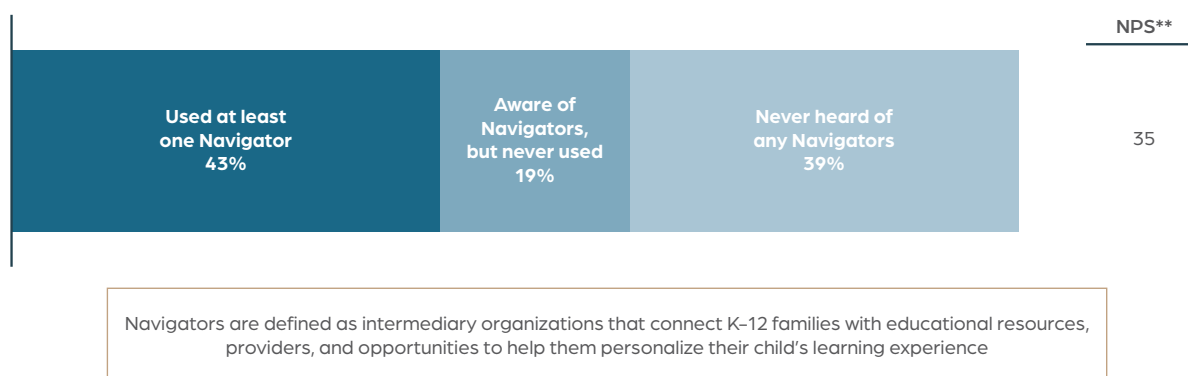 NPS**
Used at least
one Navigator
43%
Aware of
Navigators,
but never used
19%
Never heard of
any Navigators
39%
35
Navigators are defined as intermediary organizations that connect K-12 families with educational resources,
providers, and opportunities to help them personalize their child’s learning experience